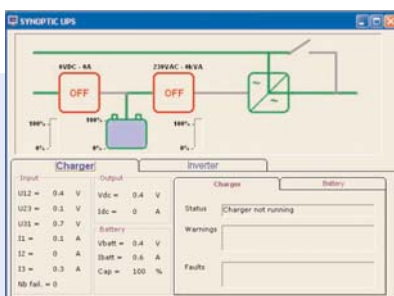 SYNOPTIC UPS
0VDC - 0A
230VAC - 0kVA
OFF
OFF
100%
0%
100%
0%
100%
0%
Charger
Inverter
Input
U12 = 0.4 V
U23 = 0.1 V
U31 = 0.7 V
I1 = 0.1 A
I2 = 0 A
I3 = 0.3 A
Nb fail. = 0
Output
Vdc = 0.4 V
Idc = 0 A
Battery
Vbatt = 0.4 V
Ibatt = 0.6 A
Cap = 100 %
Charger
Battery
Status Charger not running
Warnings
Faults